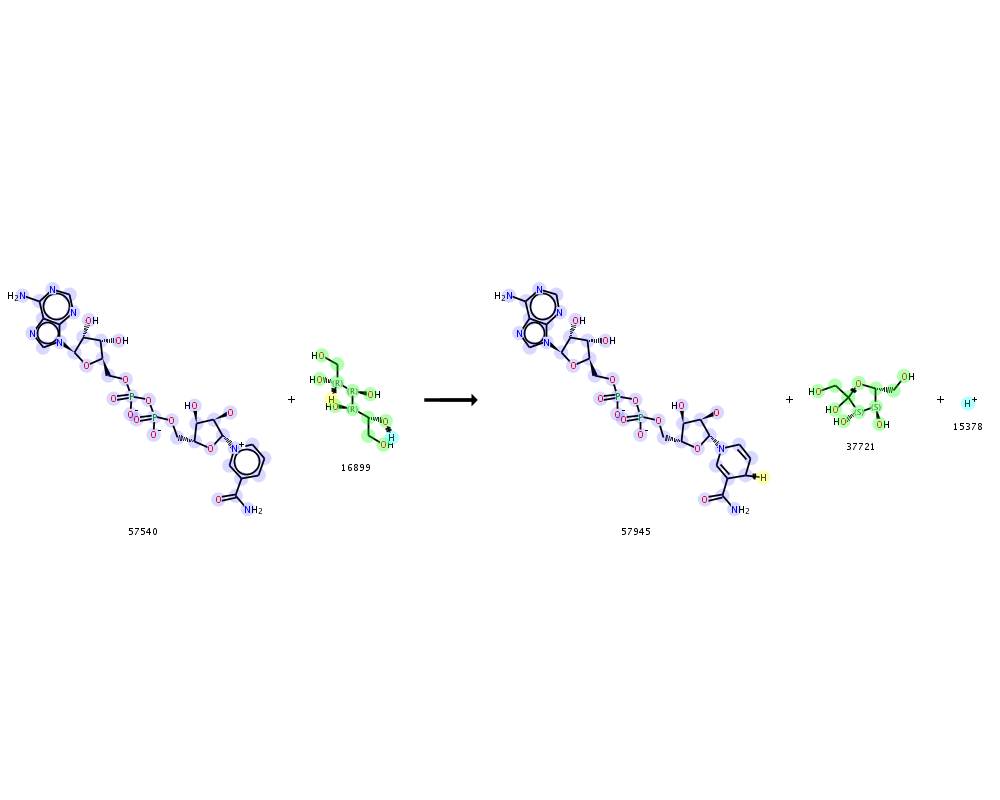 H₂N N N N N OH OH O O P O O⁻ O P O O⁻ O HO O O N⁺ O NH₂
57540
+
HO HO (R) H (R) OH HO (R) O H OH
16899
H₂N N N N N OH OH O O P O O⁻ O P O O⁻ O HO O O N H O NH₂
57945
+
HO O OH HO HO (S) (S) OH
37721
+
H⁺
15378